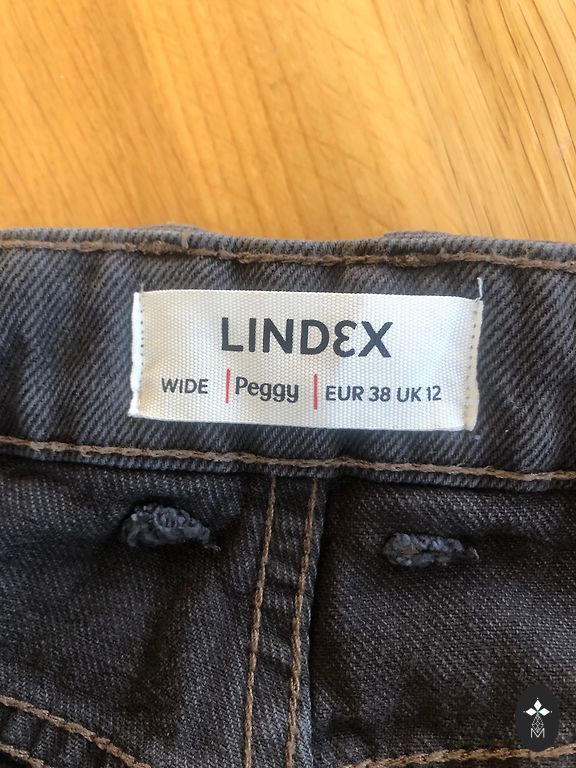 LINDEX
WIDE | Peggy | EUR 38 UK 12
M